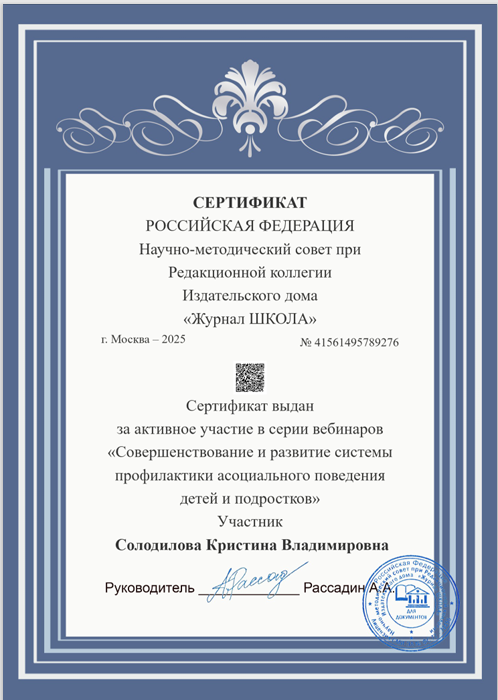 СЕРТИФИКАТ
РОССИЙСКАЯ ФЕДЕРАЦИЯ
Научно-методический совет при
Редакционной коллегии
Издательского дома
«Журнал ШКОЛА»
г. Москва – 2025
№ 41561495789276
Сертификат выдан
за активное участие в серии вебинаров
«Совершенствование и развитие системы
профилактики асоциального поведения
детей и подростков»
Участник
Солодилова Кристина Владимировна
Руководитель Рассадин А.А.
ДЛЯ
ДОКУМЕНТОВ